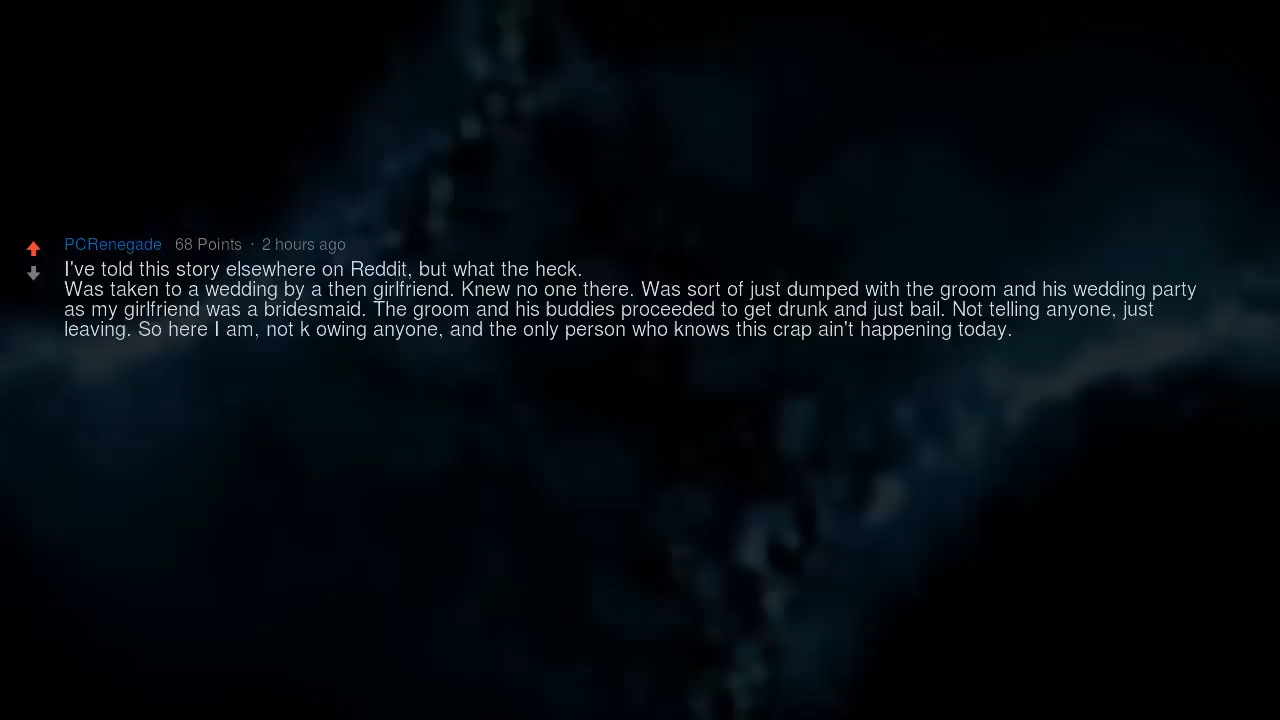 PCRenegade 68 Points · 2 hours ago
I've told this story elsewhere on Reddit, but what the heck.
Was taken to a wedding by a then girlfriend. Knew no one there. Was sort of just dumped with the groom and his wedding party
as my girlfriend was a bridesmaid. The groom and his buddies proceeded to get drunk and just bail. Not telling anyone, just
leaving. So here I am, not k owing anyone, and the only person who knows this crap ain't happening today.